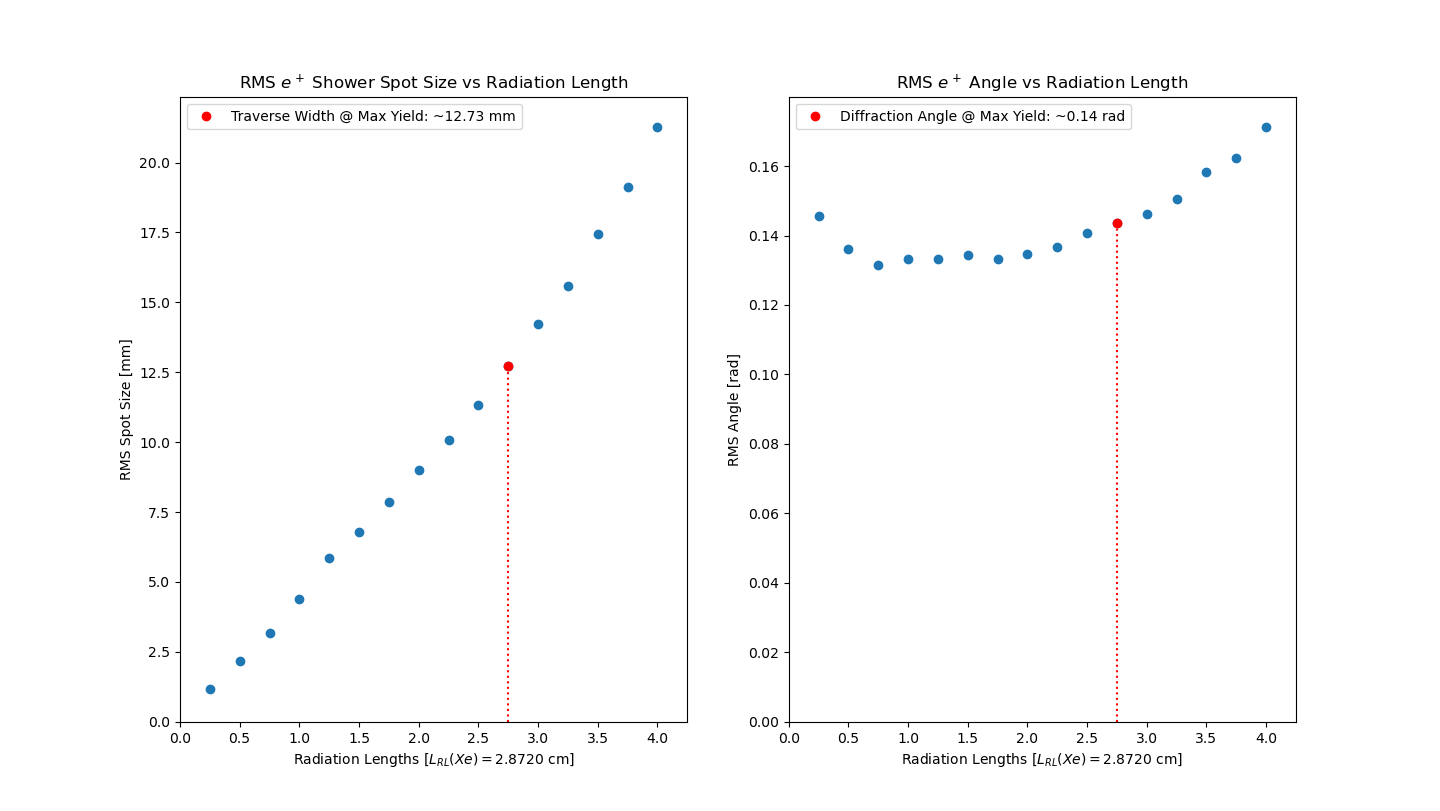 RMS e+ Shower Spot Size vs Radiation Length
Traverse Width @ Max Yield: ~12.73 mm
20.0
17.5
15.0
12.5
10.0
7.5
5.0
2.5
0.0
RMS Spot Size [mm]
0.0 0.5 1.0 1.5 2.0 2.5 3.0 3.5 4.0
Radiation Lengths [L_RL(Xe) = 2.8720 cm]
RMS e+ Angle vs Radiation Length
Diffraction Angle @ Max Yield: ~0.14 rad
0.16
0.14
0.12
0.10
0.08
0.06
0.04
0.02
0.00
RMS Angle [rad]
0.0 0.5 1.0 1.5 2.0 2.5 3.0 3.5 4.0
Radiation Lengths [L_RL(Xe) = 2.8720 cm]